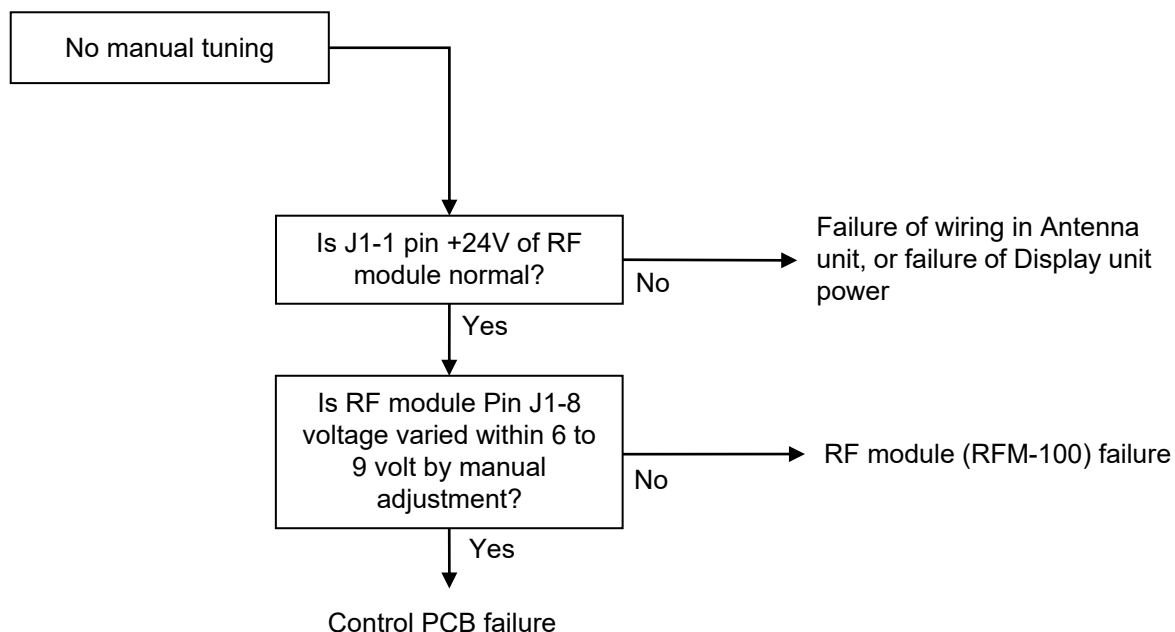 No manual tuning
Is J1-1 pin +24V of RF
module normal?
No
Failure of wiring in Antenna
unit, or failure of Display unit
power
Yes
Is RF module Pin J1-8
voltage varied within 6 to
9 volt by manual
adjustment?
No
RF module (RFM-100) failure
Yes
Control PCB failure